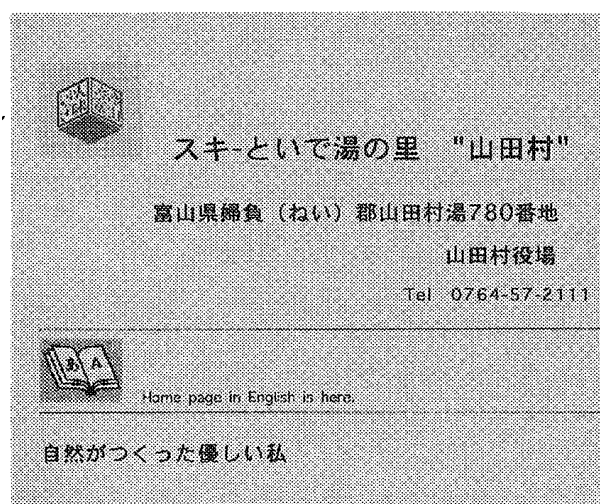 スキーといで湯の里　"山田村"
富山県婦負（ねい）郡山田村湯780番地
山田村役場
Tel 0764-57-2111
あ A
Home page in English is here.
自然がつくった優しい私